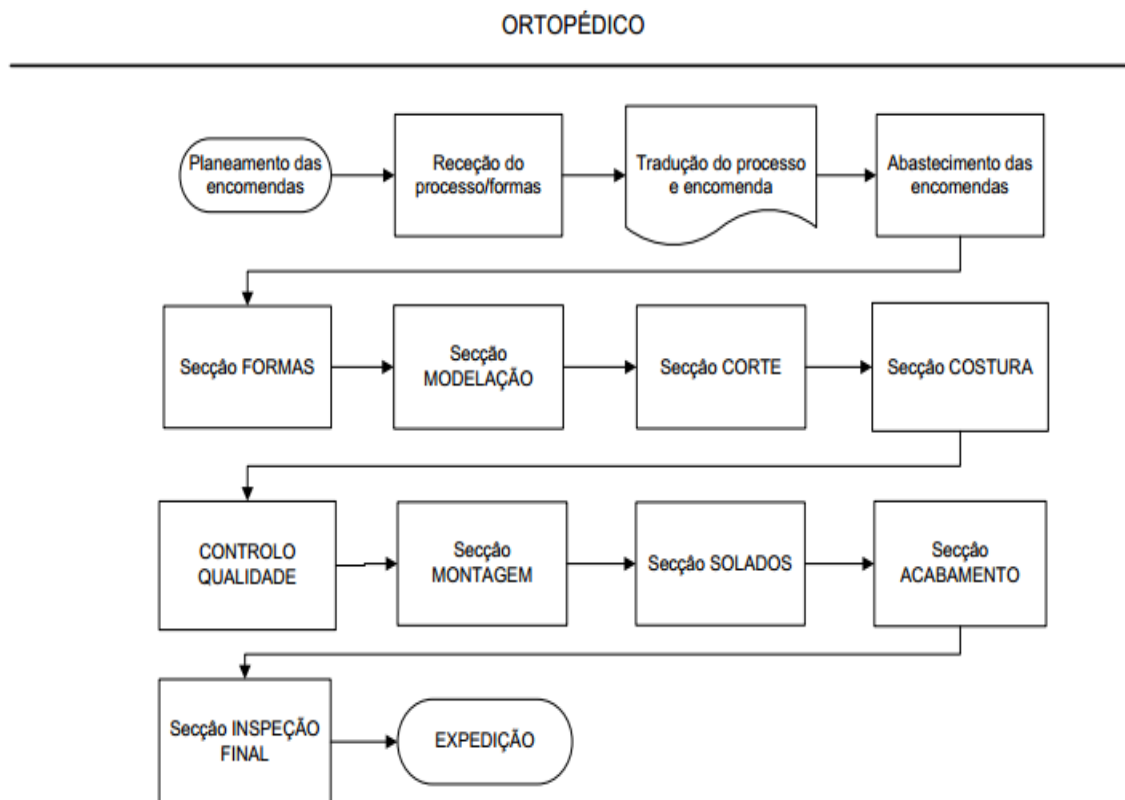 ORTOPÉDICO
Planeamento das
encomendas
Receção do
processo/formas
Tradução do processo
e encomenda
Abastecimento das
encomendas
Secção FORMAS
Secção
MODELAÇÃO
Secção CORTE
Secção COSTURA
CONTROLO
QUALIDADE
Secção
MONTAGEM
Secção SOLADOS
Secção
ACABAMENTO
Secção INSPEÇÃO
FINAL
EXPEDIÇÃO